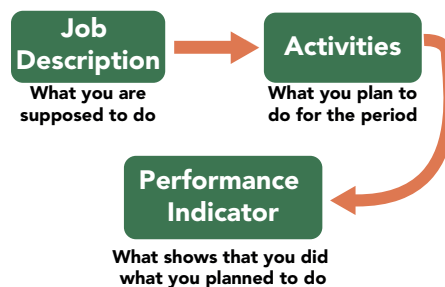 Job
Description
What you are
supposed to do
Activities
What you plan to
do for the period
Performance
Indicator
What shows that you did
what you planned to do